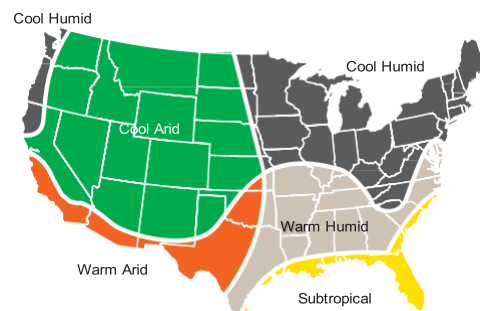 Cool Humid
Cool Humid
Cool Arid
Warm Humid
Warm Arid
Subtropical